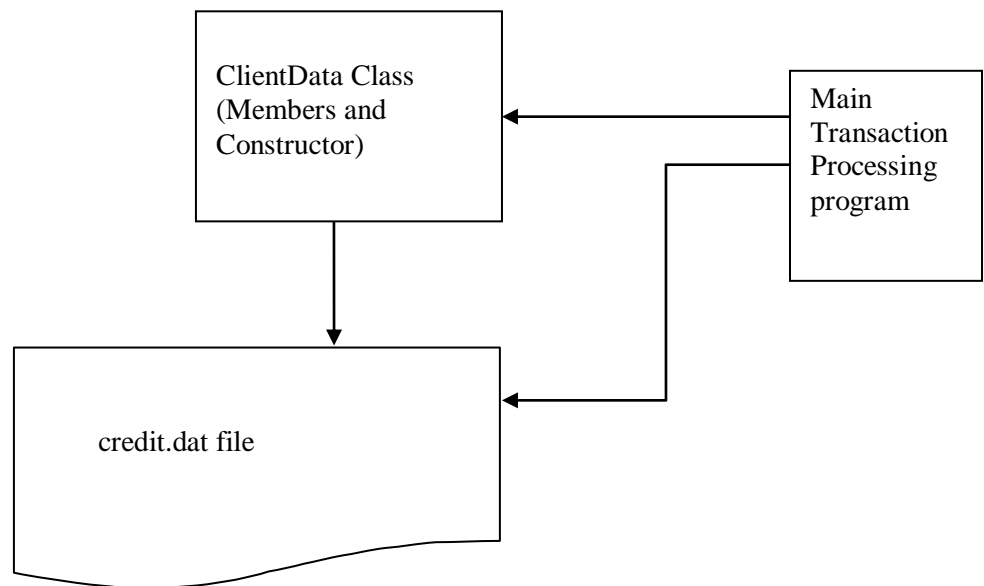 ClientData Class
(Members and
Constructor)
Main
Transaction
Processing
program
credit.dat file